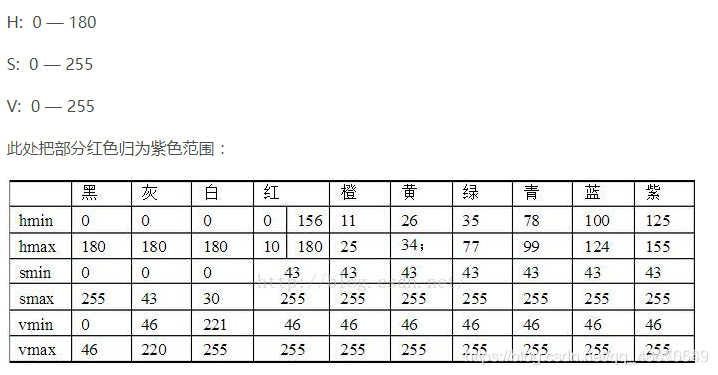 H: 0 — 180
S: 0 — 255
V: 0 — 255
此处把部分红色归为紫色范围：
黑 灰 白 红 橙 黄 绿 青 蓝 紫
hmin 0 0 0 0 156 11 26 35 78 100 125
hmax 180 180 180 10 180 25 34; 77 99 124 155
smin 0 0 0 43 43 43 43 43 43 43
smax 255 43 30 255 255 255 255 255 255 255
vmin 0 46 221 46 46 46 46 46 46 46
vmax 46 220 255 255 255 255 255 255 255 255
http://blog.csdn.net/